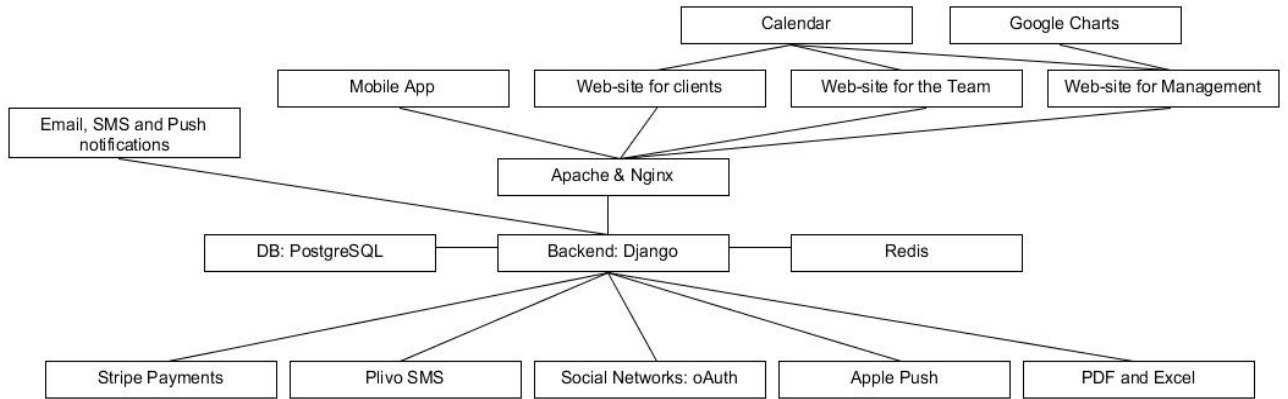 Calendar
Google Charts
Mobile App
Web-site for clients
Web-site for the Team
Web-site for Management
Email, SMS and Push
notifications
Apache & Nginx
DB: PostgreSQL
Backend: Django
Redis
Stripe Payments
Plivo SMS
Social Networks: oAuth
Apple Push
PDF and Excel